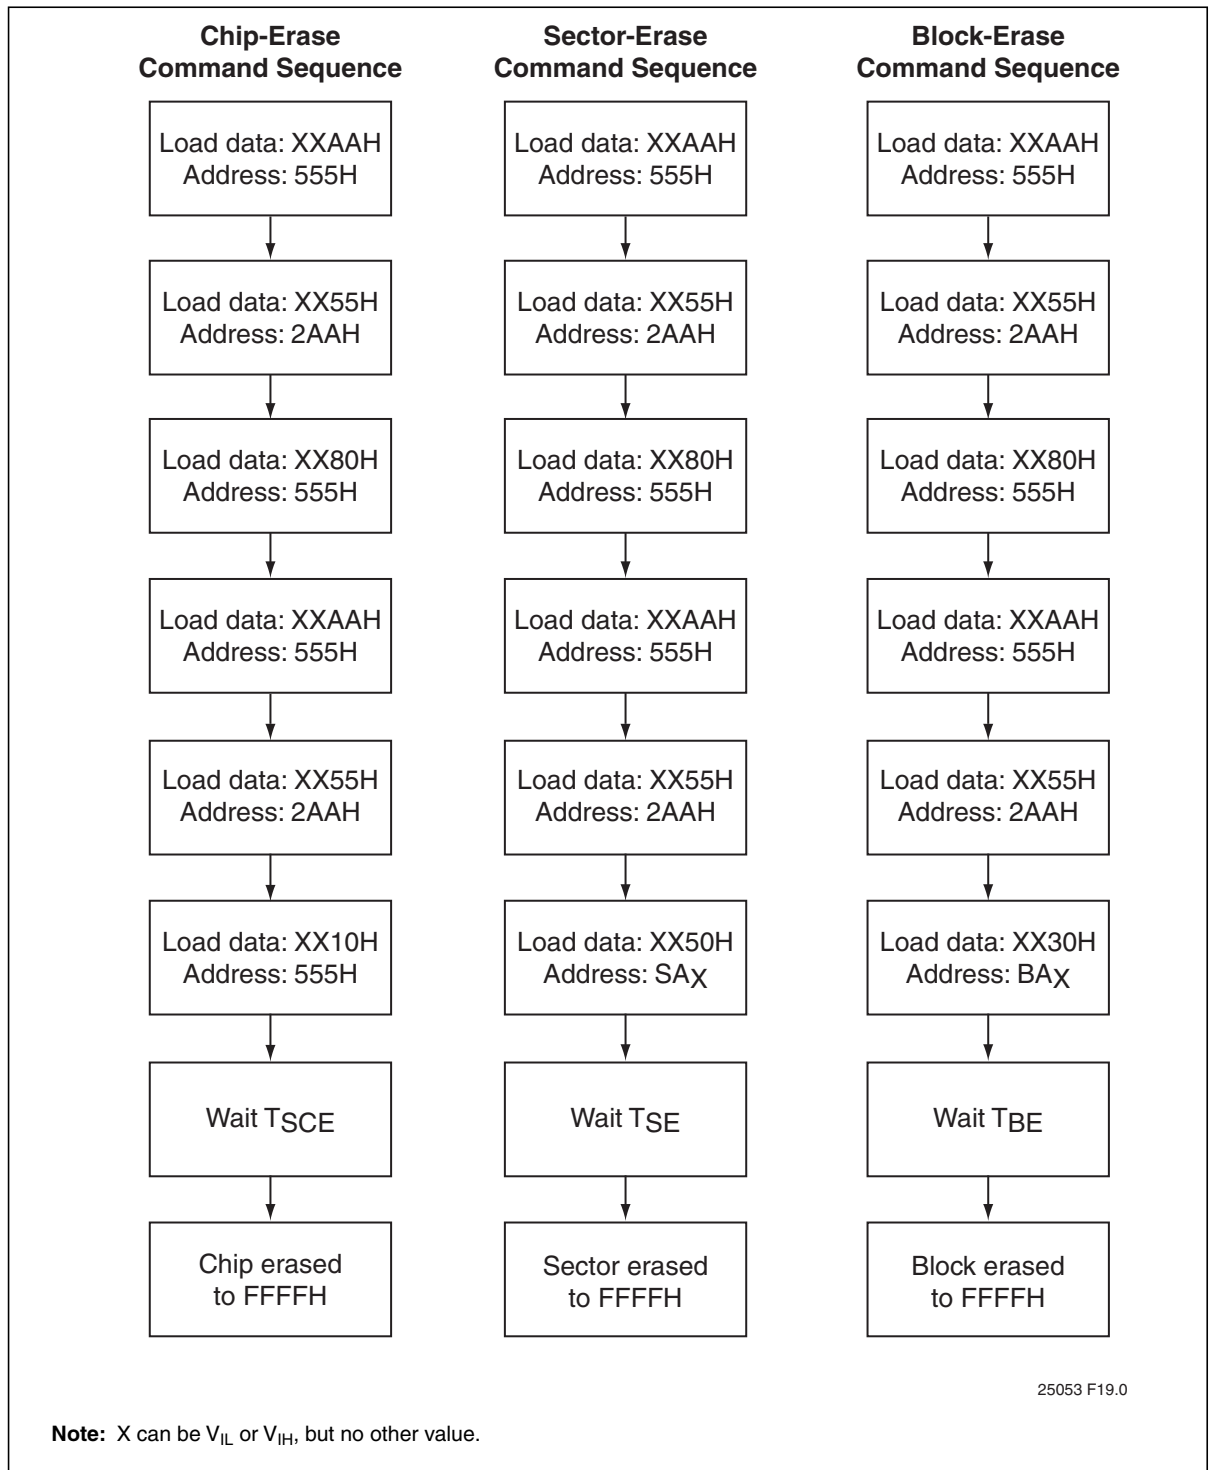 Chip-Erase
Command Sequence
Load data: XXAAH
Address: 555H
Load data: XX55H
Address: 2AAH
Load data: XX80H
Address: 555H
Load data: XXAAH
Address: 555H
Load data: XX55H
Address: 2AAH
Load data: XX10H
Address: 555H
Wait TSCE
Chip erased
to FFFFH
Sector-Erase
Command Sequence
Load data: XXAAH
Address: 555H
Load data: XX55H
Address: 2AAH
Load data: XX80H
Address: 555H
Load data: XXAAH
Address: 555H
Load data: XX55H
Address: 2AAH
Load data: XX50H
Address: SAX
Wait TSE
Sector erased
to FFFFH
Block-Erase
Command Sequence
Load data: XXAAH
Address: 555H
Load data: XX55H
Address: 2AAH
Load data: XX80H
Address: 555H
Load data: XXAAH
Address: 555H
Load data: XX55H
Address: 2AAH
Load data: XX30H
Address: BAX
Wait TBE
Block erased
to FFFFH
25053 F19.0
Note: X can be VIL or VIH, but no other value.